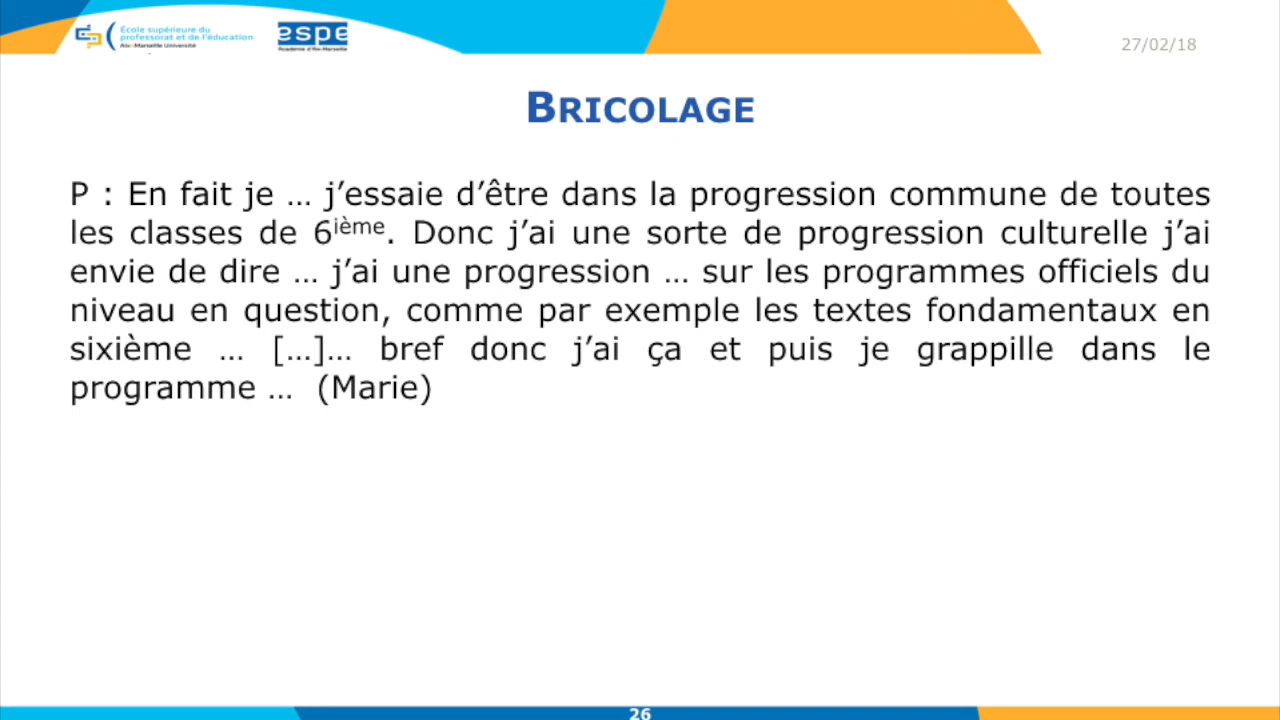 École supérieure du
professorat et de l'éducation
Aix Marseille Université
espe
Académie d'Aix-Marseille
27/02/18
BRICOLAGE
P : En fait je … j’essaie d’être dans la progression commune de toutes
les classes de 6ième. Donc j’ai une sorte de progression culturelle j’ai
envie de dire … j’ai une progression … sur les programmes officiels du
niveau en question, comme par exemple les textes fondamentaux en
sixième … […]… bref donc j’ai ça et puis je grappille dans le
programme … (Marie)
26